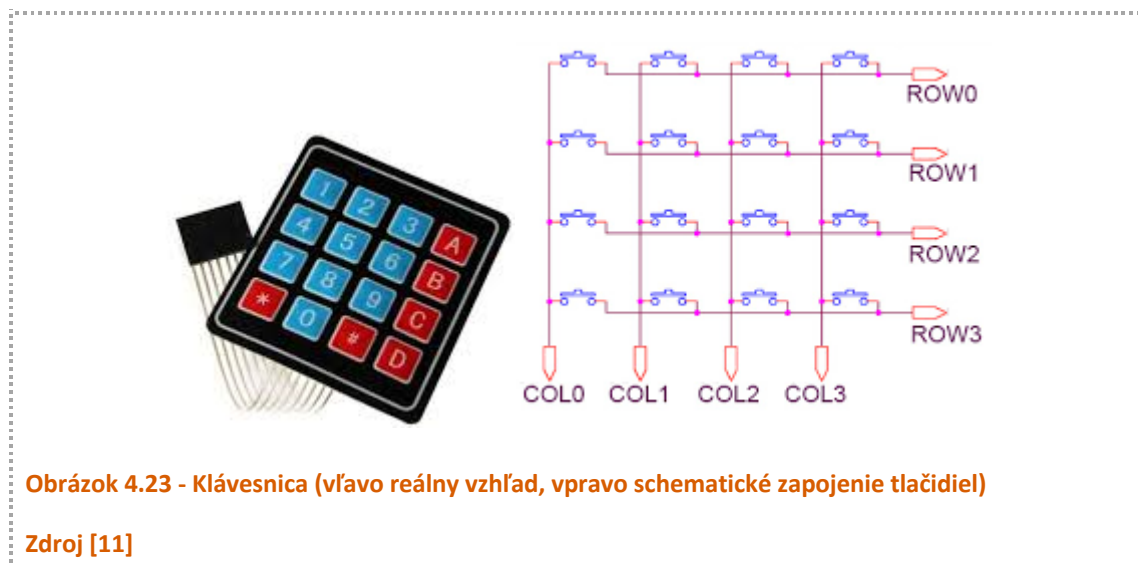 1 2 3 A
4 5 6 B
7 8 9 C
* 0 # D
ROW0
ROW1
ROW2
ROW3
COL0 COL1 COL2 COL3
Obrázok 4.23 - Klávesnica (vľavo reálny vzhľad, vpravo schematické zapojenie tlačidiel)
Zdroj [11]